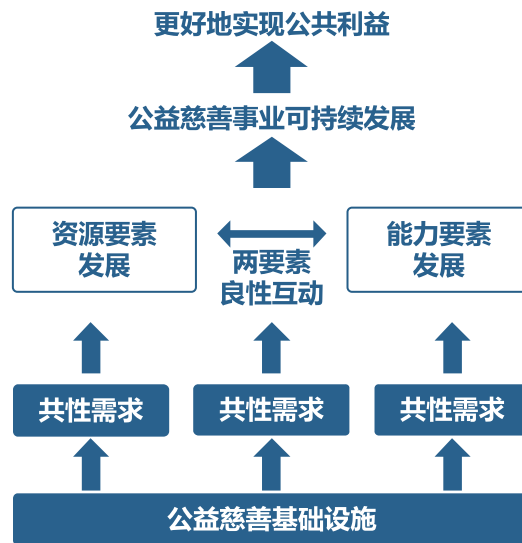 更好地实现公共利益
公益慈善事业可持续发展
资源要素
发展
两要素
良性互动
能力要素
发展
共性需求
共性需求
共性需求
公益慈善基础设施